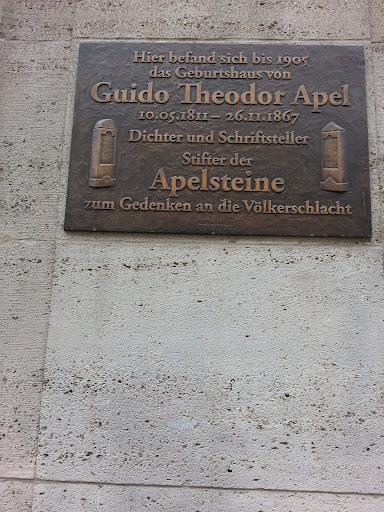 Hier befand sich bis 1905
das Geburtshaus von
Guido Theodor Apel
10.05.1811 – 26.11.1867
Dichter und Schriftsteller
Stifter der
Apelsteine
zum Gedenken an die Völkerschlacht